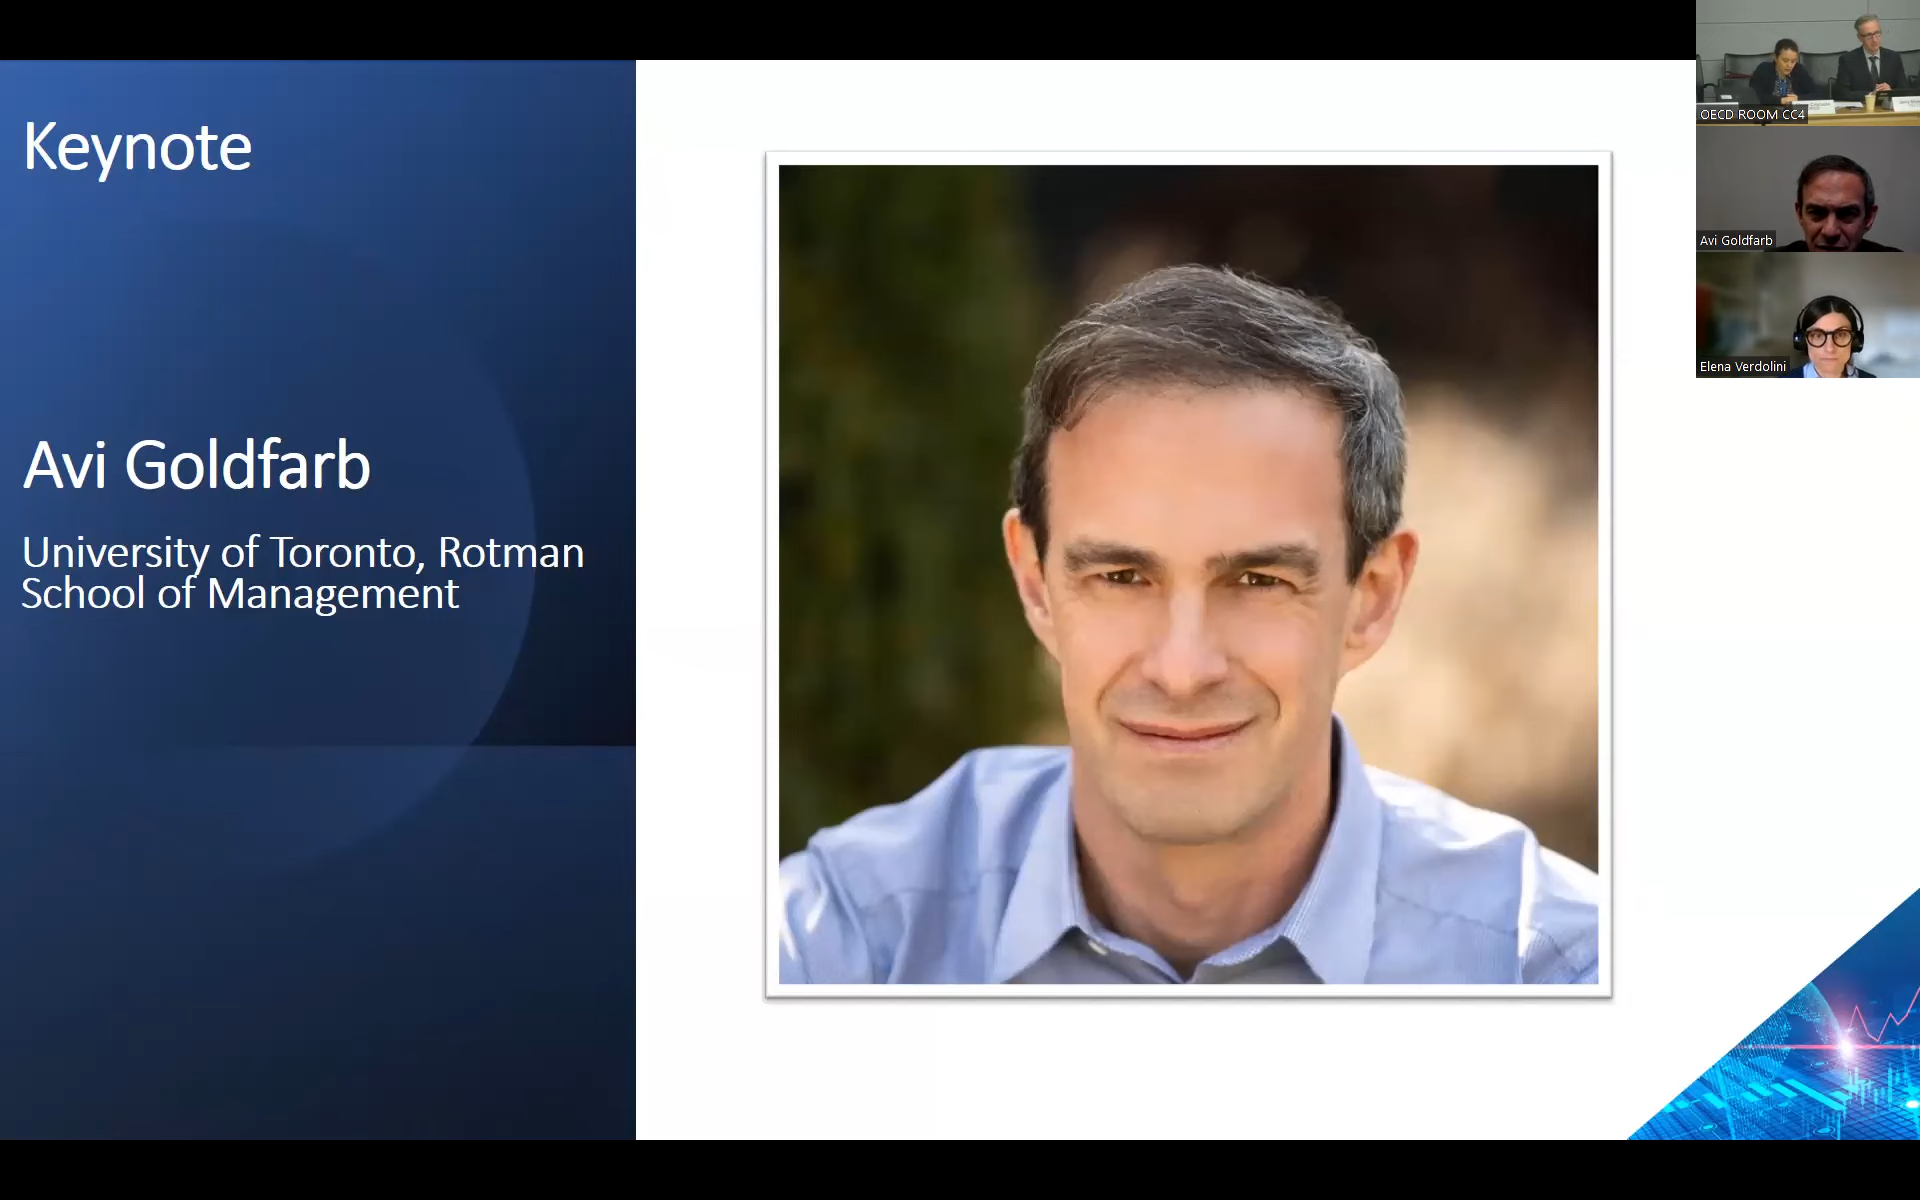 Keynote
Avi Goldfarb
University of Toronto, Rotman
School of Management
OECD ROOM CC4
Avi Goldfarb
Elena Verdolini